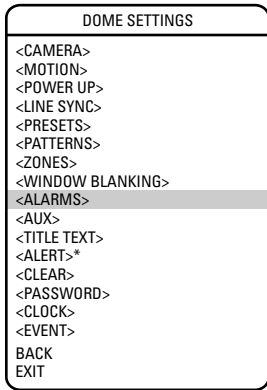 DOME SETTINGS
<CAMERA>
<MOTION>
<POWER UP>
<LINE SYNC>
<PRESETS>
<PATTERNS>
<ZONES>
<WINDOW BLANKING>
<ALARMS>
<AUX>
<TITLE TEXT>
<ALERT>*
<CLEAR>
<PASSWORD>
<CLOCK>
<EVENT>
BACK
EXIT